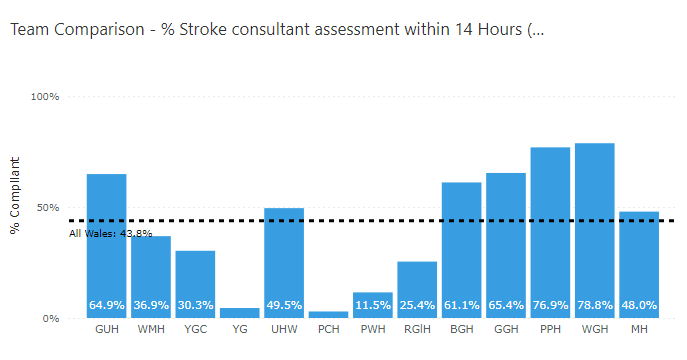 Team Comparison - % Stroke consultant assessment within 14 Hours (...
100%
50%
0%
% Compliant
All Wales: 43.8%
64.9% 36.9% 30.3% 49.5% 11.5% 25.4% 61.1% 65.4% 76.9% 78.8% 48.0%
GUH WMH YGC YG UHW PCH PWH RGlH BGH GGH PPH WGH MH